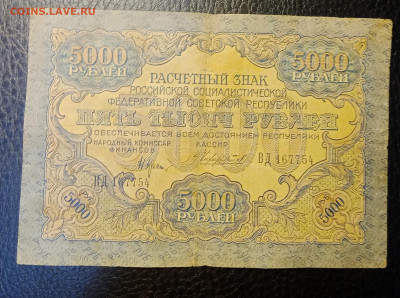 COINS.LAVE.RU
5000 РУБЛЕЙ 5000 РУБЛЕЙ
РАСЧЕТНЫЙ ЗНАК
РОССИЙСКОЙ СОЦИАЛИСТИЧЕСКОЙ
ФЕДЕРАТИВНОЙ СОВЕТСКОЙ РЕСПУБЛИКИ
ПЯТЬ ТЫСЯЧ РУБЛЕЙ
ОБЕСПЕЧИВАЕТСЯ ВСЕМ ДОСТОЯНИЕМ РЕСПУБЛИКИ
НАРОДНЫЙ КОМИССАР ФИНАНСОВ
КАССИР
ВД 167754
ВД 167754
5000
5000 РУБЛЕЙ
5000